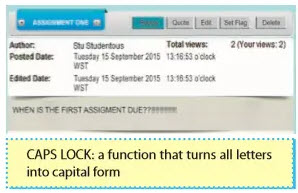 ASSIGNMENT ONE
Quote Edit Set Flag Delete
Author: Stu Studentous Total views: 2 (Your views: 2)
Posted Date: Tuesday 15 September 2015 13:16:53 o'clock
WST
Edited Date: Tuesday 15 September 2015 13:16:53 o'clock
WST
WHEN IS THE FIRST ASSIGMENT DUE??!!!!!!!!!!
CAPS LOCK: a function that turns all letters
into capital form